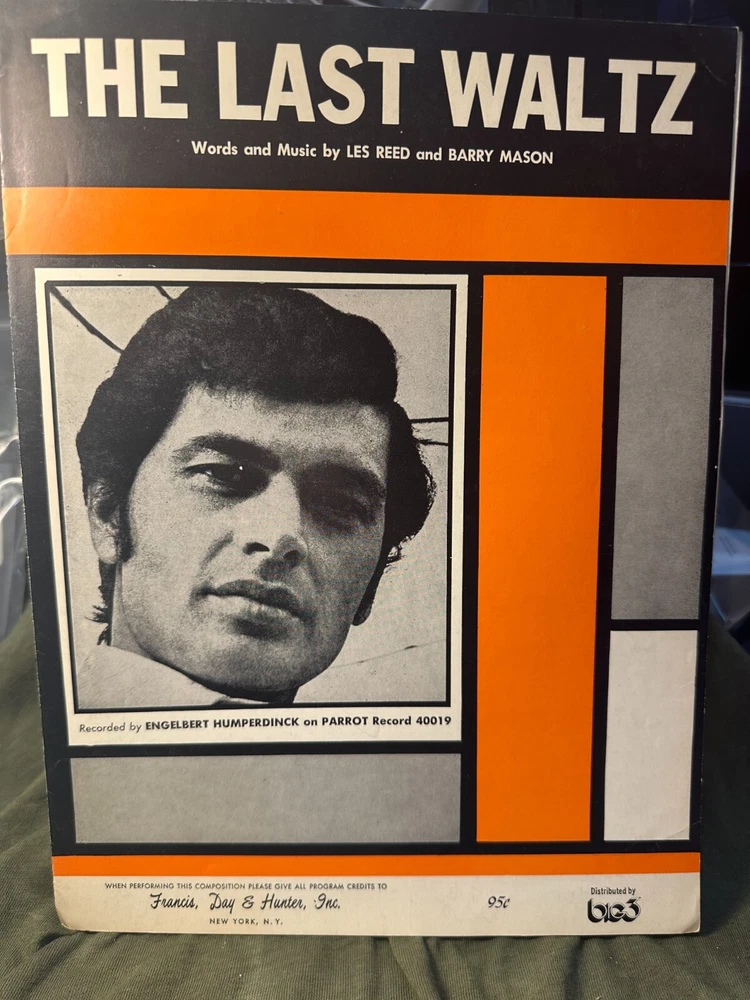 THE LAST WALTZ
Words and Music by LES REED and BARRY MASON
Recorded by ENGELBERT HUMPERDINCK on PARROT Record 40019
WHEN PERFORMING THIS COMPOSITION PLEASE GIVE ALL PROGRAM CREDITS TO
Francis, Day & Hunter, Inc.
NEW YORK, N. Y.
95¢
Distributed by
big3